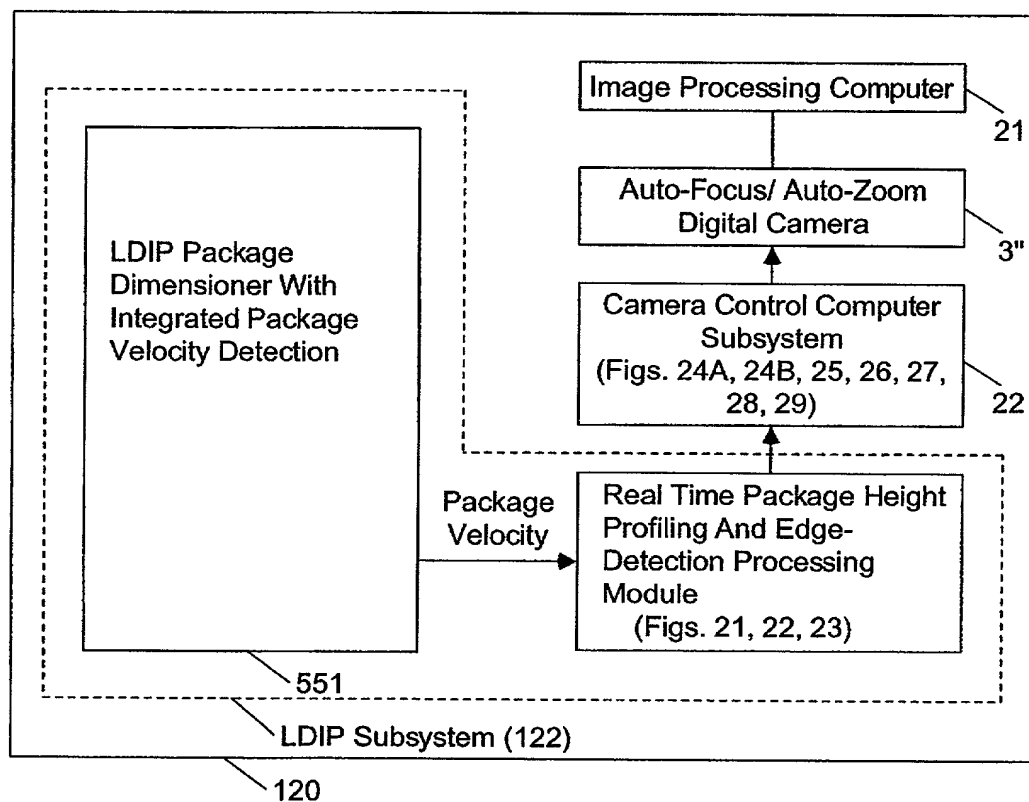 Image Processing Computer
21
Auto-Focus/ Auto-Zoom
Digital Camera
3"
Camera Control Computer
Subsystem
(Figs. 24A, 24B, 25, 26, 27,
28, 29)
22
LDIP Package
Dimensioner With
Integrated Package
Velocity Detection
Package
Velocity
Real Time Package Height
Profiling And Edge-
Detection Processing
Module
(Figs. 21, 22, 23)
551
LDIP Subsystem (122)
120